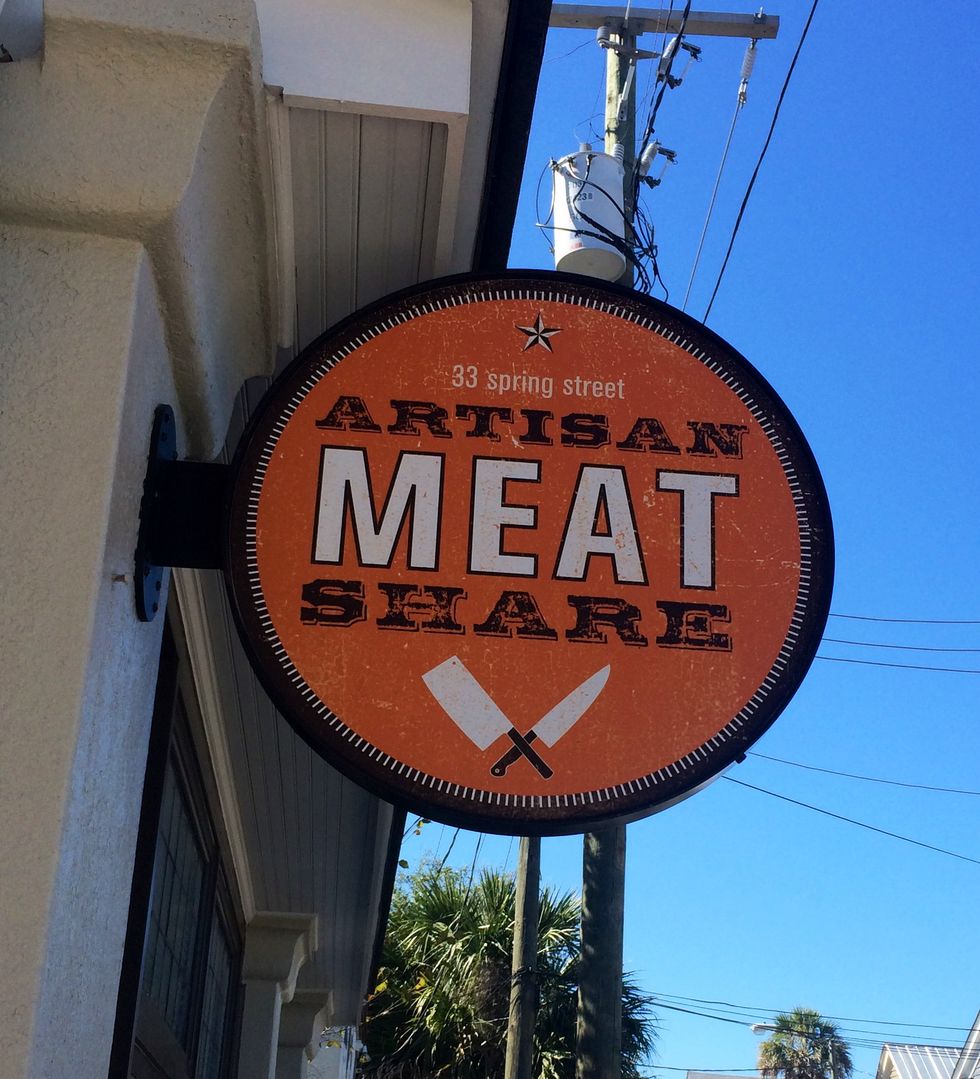 33 spring street
ARTISAN
MEAT
SHARE